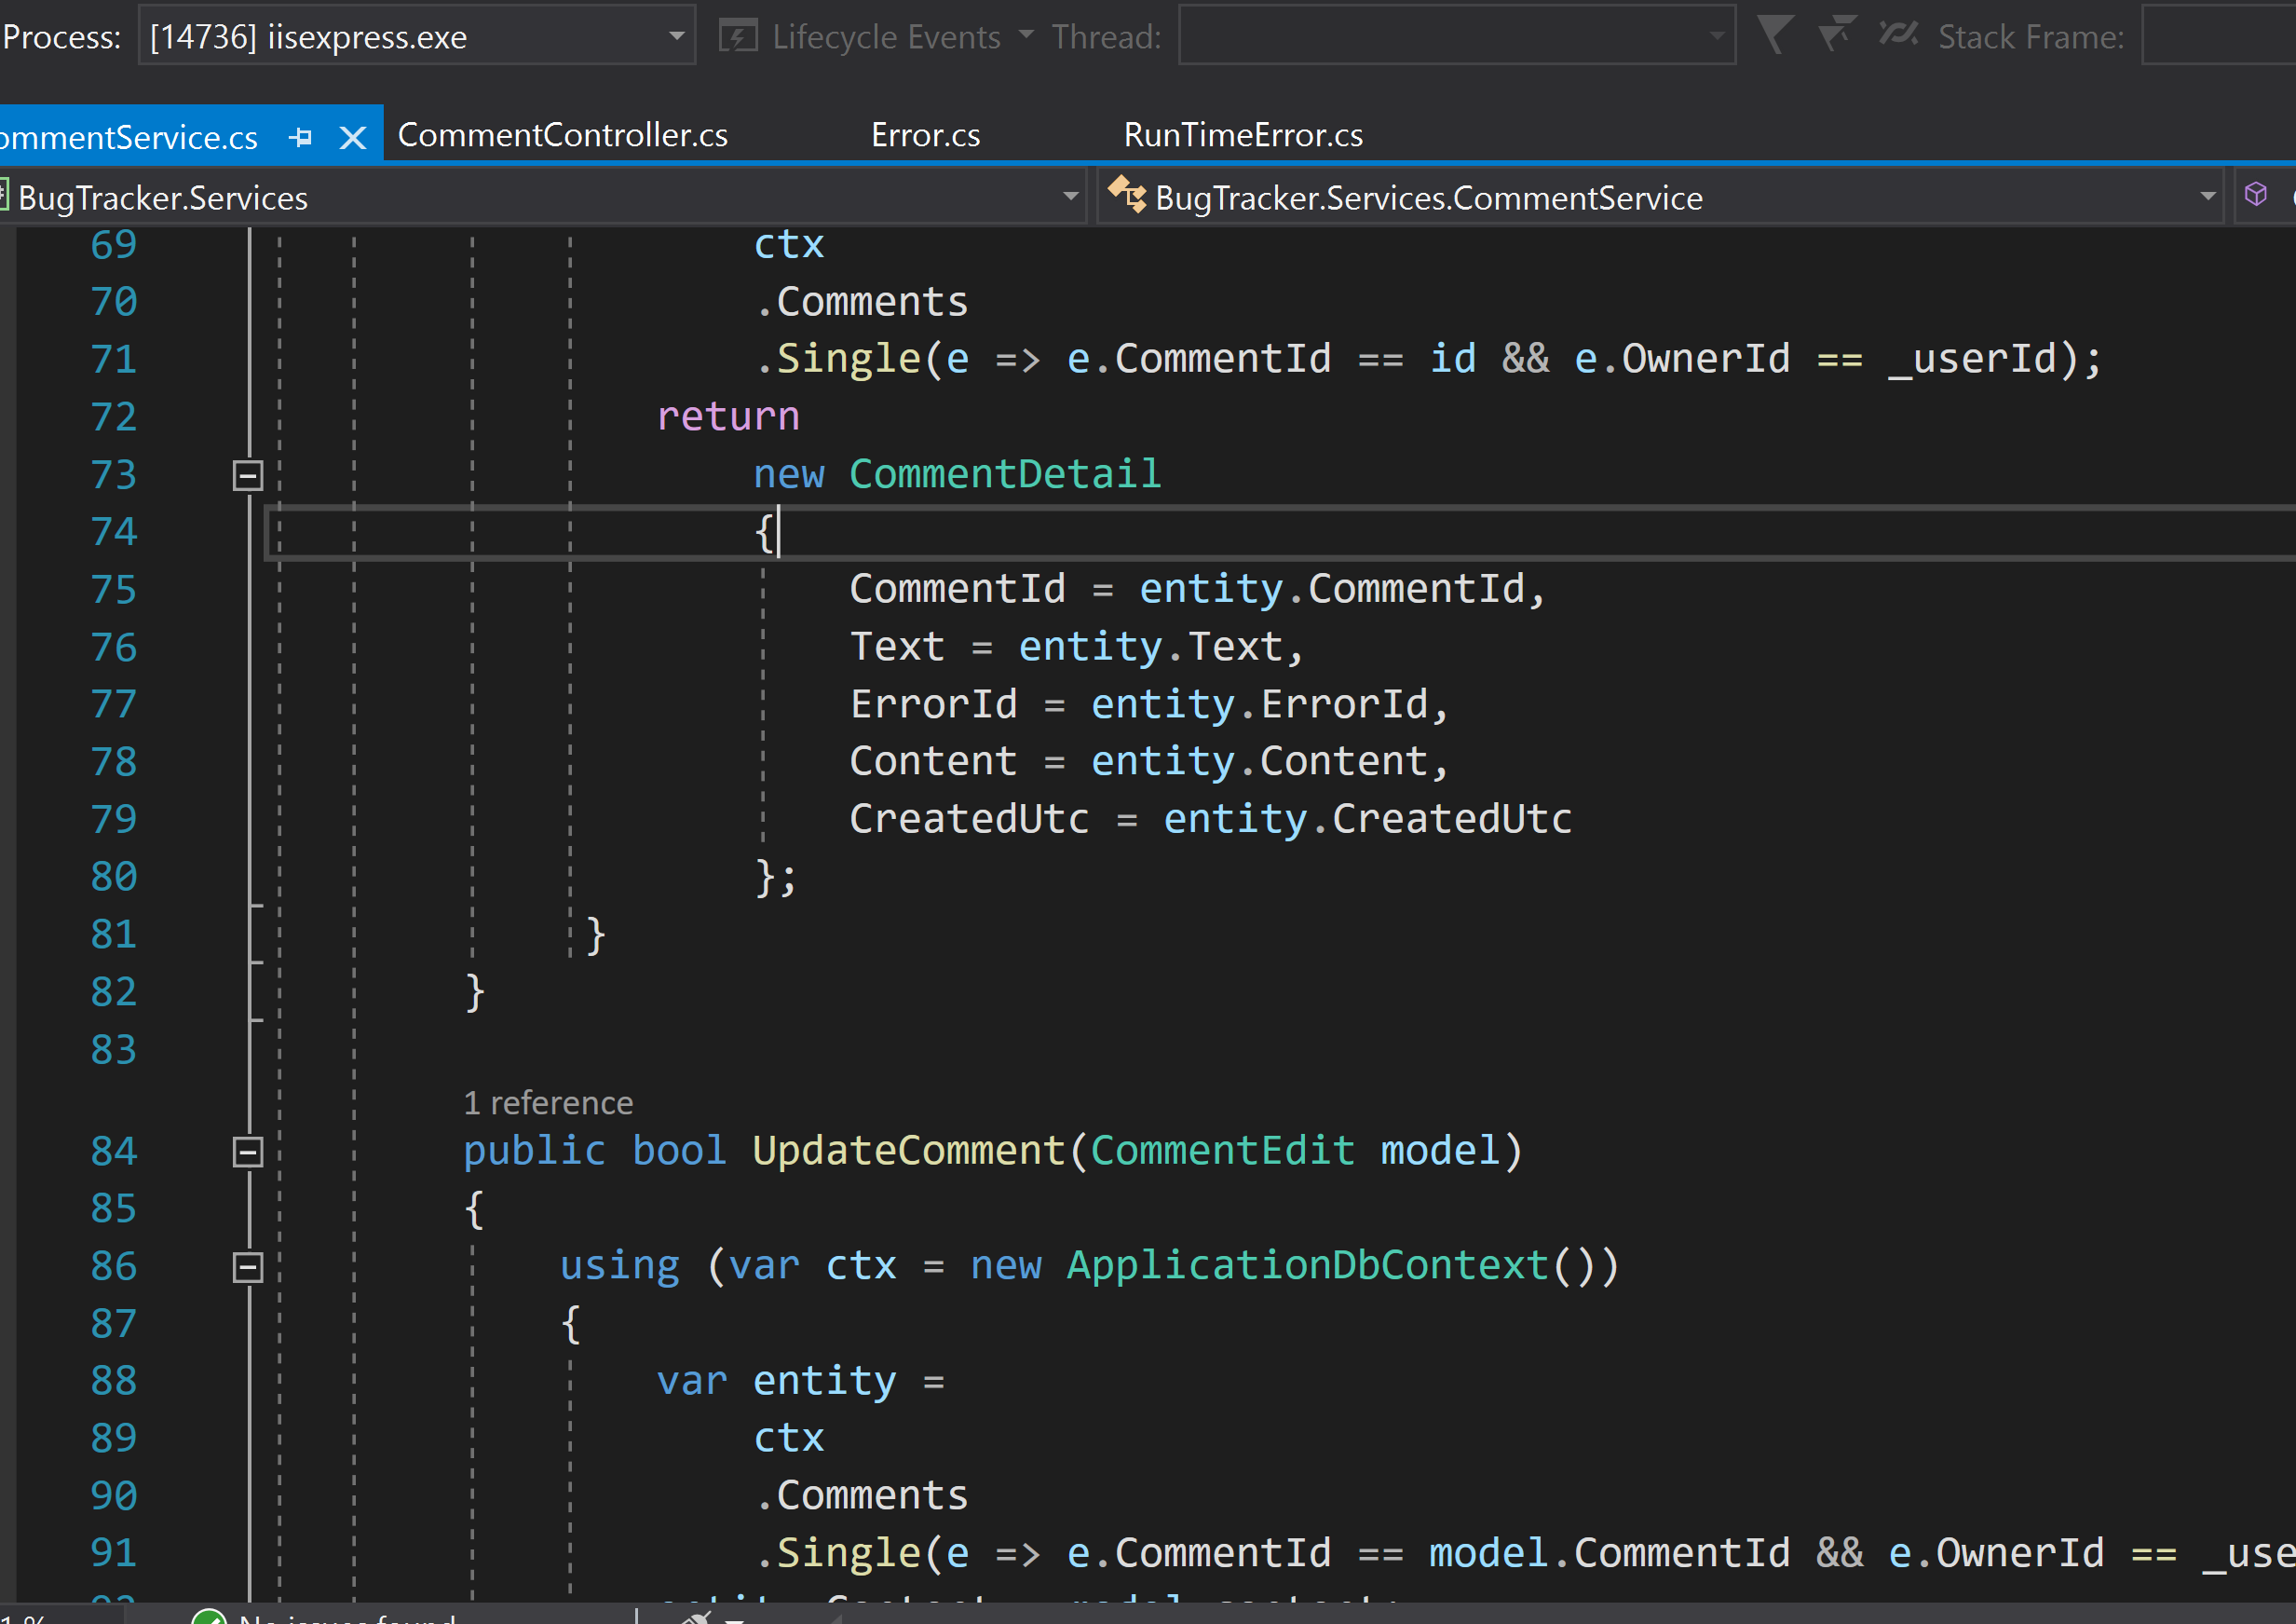 Process: [14736] iisexpress.exe Lifecycle Events Thread: Stack Frame:
ommentService.cs CommentController.cs Error.cs RunTimeError.cs
BugTracker.Services BugTracker.Services.CommentService
69 ctx
70 .Comments
71 .Single(e => e.CommentId == id && e.OwnerId == _userId);
72 return
73 new CommentDetail
74 {
75 CommentId = entity.CommentId,
76 Text = entity.Text,
77 ErrorId = entity.ErrorId,
78 Content = entity.Content,
79 CreatedUtc = entity.CreatedUtc
80 };
81 }
82 }
83
1 reference
84 public bool UpdateComment(CommentEdit model)
85 {
86 using (var ctx = new ApplicationDbContext())
87 {
88 var entity =
89 ctx
90 .Comments
91 .Single(e => e.CommentId == model.CommentId && e.OwnerId == _use
No issues found